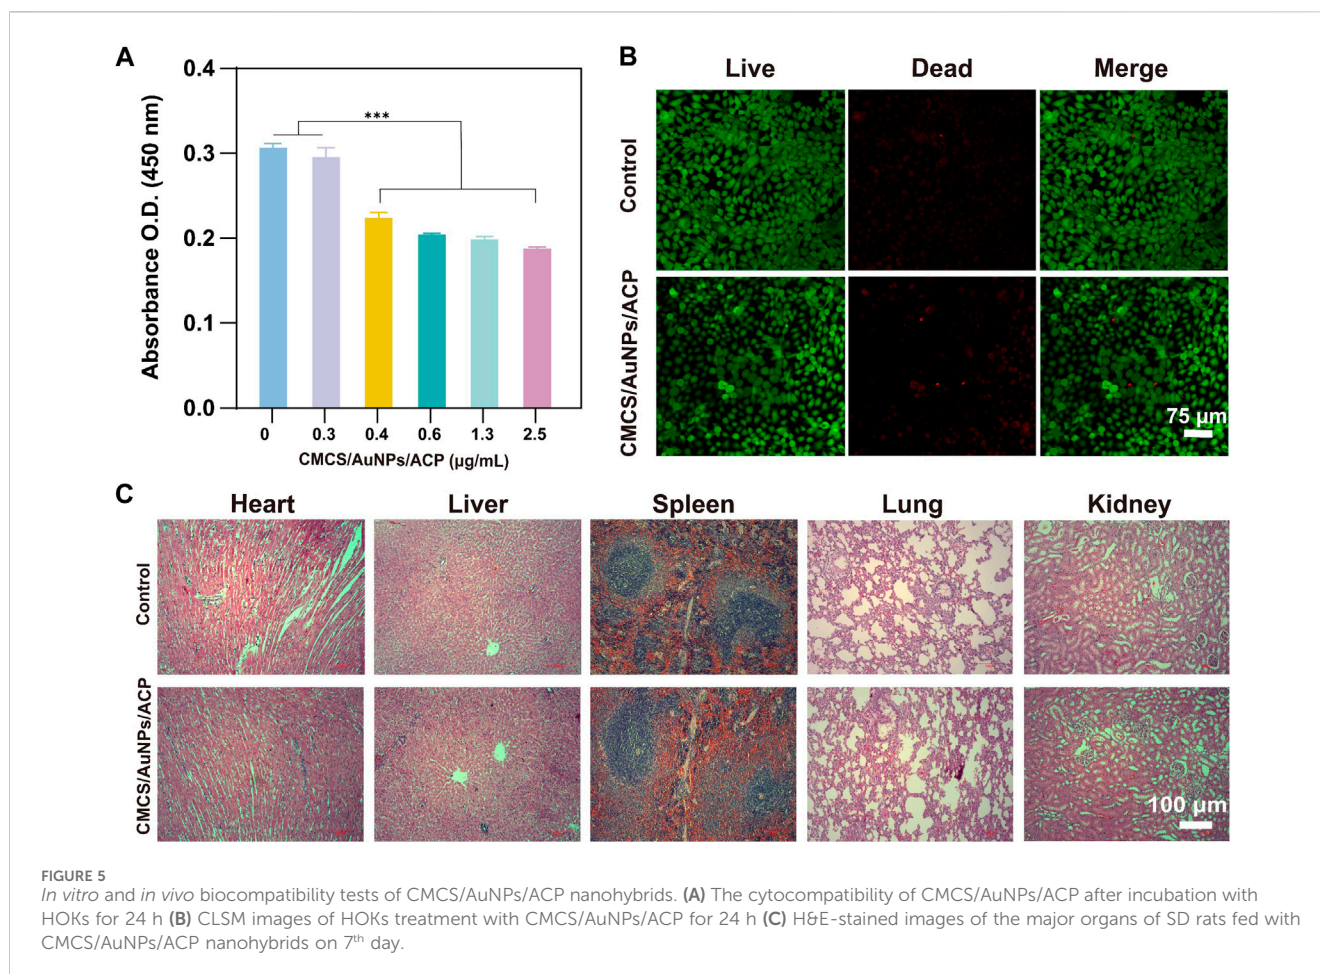 A
0.4
0.3
0.2
0.1
0.0
Absorbance O.D. (450 nm)
***
0 0.3 0.4 0.6 1.3 2.5
CMCS/AuNPs/ACP (µg/mL)
B
Live Dead Merge
Control
CMCS/AuNPs/ACP
75 µm
C
Heart Liver Spleen Lung Kidney
Control
CMCS/AuNPs/ACP
100 µm
FIGURE 5
In vitro and in vivo biocompatibility tests of CMCS/AuNPs/ACP nanohybrids. (A) The cytocompatibility of CMCS/AuNPs/ACP after incubation with
HOKs for 24 h (B) CLSM images of HOKs treatment with CMCS/AuNPs/ACP for 24 h (C) H&E-stained images of the major organs of SD rats fed with
CMCS/AuNPs/ACP nanohybrids on 7th day.